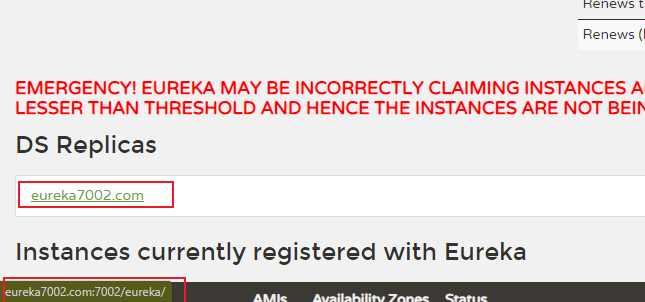 Renews t
Renews (
EMERGENCY! EUREKA MAY BE INCORRECTLY CLAIMING INSTANCES A
LESSER THAN THRESHOLD AND HENCE THE INSTANCES ARE NOT BEIN
DS Replicas
eureka7002.com
Instances currently registered with Eureka
eureka7002.com:7002/eureka/
AMIs Availability Zones Status